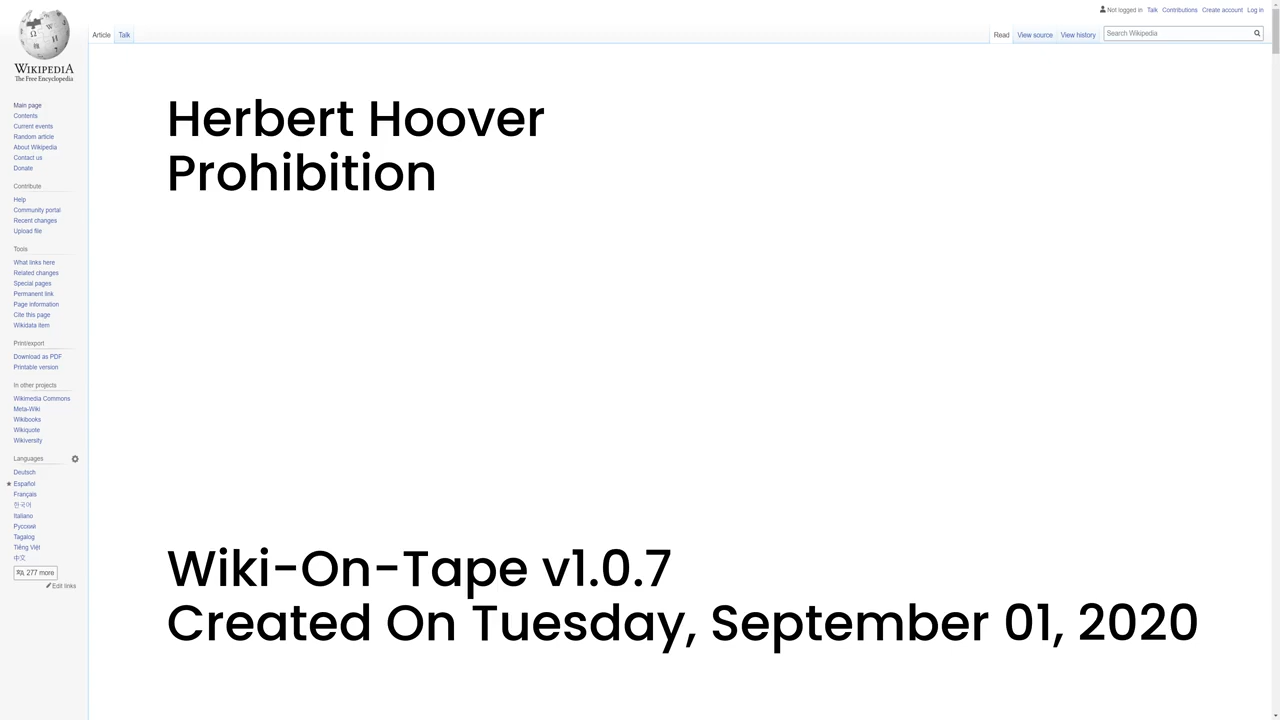 Not logged in Talk Contributions Create account Log in
Article Talk Read View source View history Search Wikipedia
WIKIPEDIA
The Free Encyclopedia
Main page
Contents
Current events
Random article
About Wikipedia
Contact us
Donate
Contribute
Help
Community portal
Recent changes
Upload file
Tools
What links here
Related changes
Special pages
Permanent link
Page information
Cite this page
Wikidata item
Print/export
Download as PDF
Printable version
In other projects
Wikimedia Commons
Meta-Wiki
Wikibooks
Wikiquote
Wikiversity
Languages
Deutsch
Español
Français
한국어
Italiano
Русский
Tagalog
Tiếng Việt
中文
277 more
Edit links
Herbert Hoover
Prohibition
Wiki-On-Tape v1.0.7
Created On Tuesday, September 01, 2020